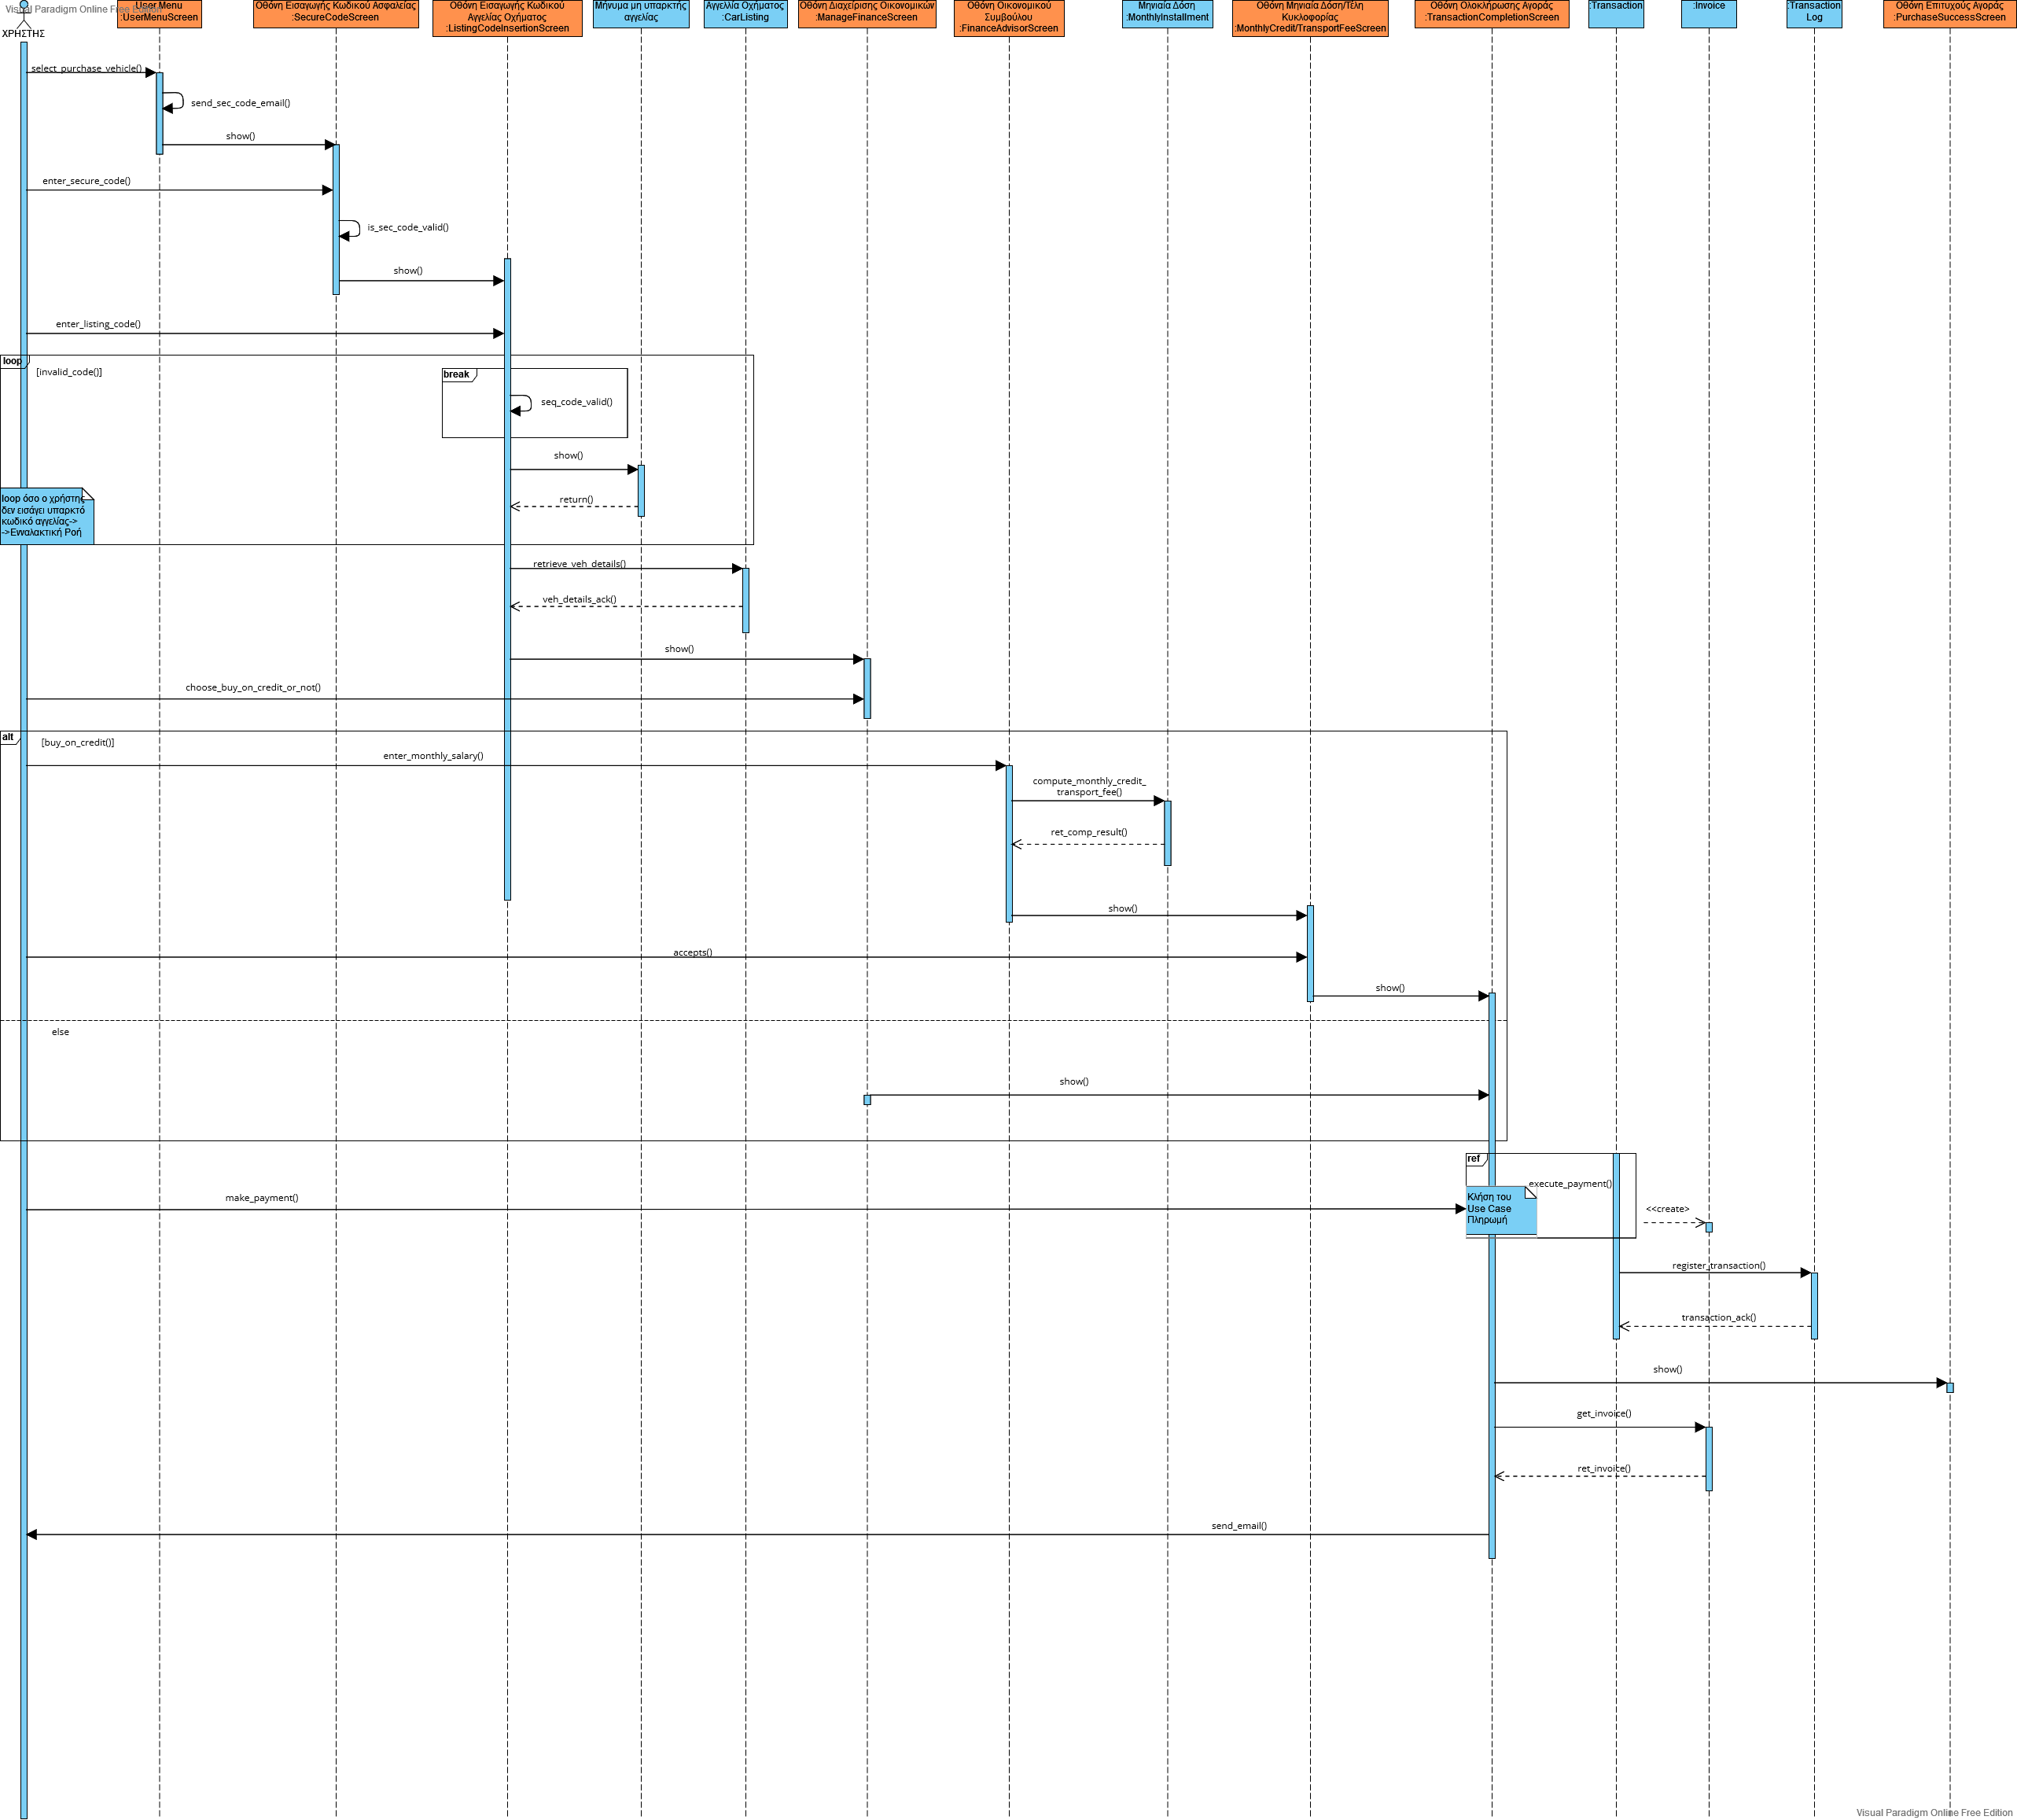 Visual Paradigm Online Free Edition
ΧΡΗΣΤΗΣ
User Menu
:UserMenuScreen
Οθόνη Εισαγωγής Κωδικού Ασφαλείας
:SecureCodeScreen
Οθόνη Εισαγωγής Κωδικού
Αγγελίας Οχήματος
:ListingCodeInsertionScreen
Μήνυμα μη υπαρκτής
αγγελίας
Αγγελλία Οχήματος
:CarListing
Οθόνη Διαχείρισης Οικονομικών
:ManageFinanceScreen
Οθόνη Οικονομικού
Συμβούλου
:FinanceAdvisorScreen
Μηνιαία Δόση
:MonthlyInstallment
Οθόνη Μηνιαία Δόση/Τέλη
Κυκλοφορίας
:MonthlyCredit/TransportFeeScreen
Οθόνη Ολοκλήρωσης Αγοράς
:TransactionCompletionScreen
:Transaction
:Invoice
:Transaction
Log
Οθόνη Επιτυχούς Αγοράς
:PurchaseSuccessScreen
select_purchase_vehicle()
send_sec_code_email()
show()
enter_secure_code()
is_sec_code_valid()
show()
enter_listing_code()
loop
[invalid_code()]
break
seq_code_valid()
show()
return()
loop όσο ο χρήστης
δεν εισάγει υπαρκτό
κωδικό αγγελίας->
->Ενναλακτική Ροή
retrieve_veh_details()
veh_details_ack()
show()
choose_buy_on_credit_or_not()
alt
[buy_on_credit()]
enter_monthly_salary()
compute_monthly_credit_
transport_fee()
ret_comp_result()
show()
accepts()
show()
else
show()
ref
execute_payment()
make_payment()
Κλήση του
Use Case
Πληρωμή
<<create>
register_transaction()
transaction_ack()
show()
get_invoice()
ret_invoice()
send_email()
Visual Paradigm Online Free Edition